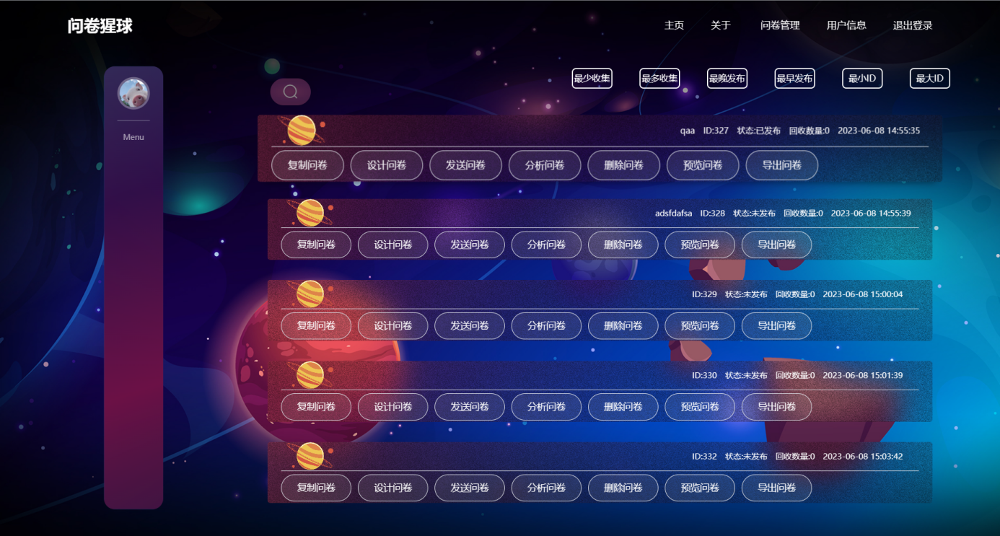 问卷猩球 主页 关于 问卷管理 用户信息 退出登录
最少收集 最多收集 最晚发布 最早发布 最小ID 最大ID
Menu
qaa ID:327 状态:已发布 回收数量:0 2023-06-08 14:55:35
复制问卷 设计问卷 发送问卷 分析问卷 删除问卷 预览问卷 导出问卷
adsfdafsa ID:328 状态:未发布 回收数量:0 2023-06-08 14:55:39
复制问卷 设计问卷 发送问卷 分析问卷 删除问卷 预览问卷 导出问卷
ID:329 状态:未发布 回收数量:0 2023-06-08 15:00:04
复制问卷 设计问卷 发送问卷 分析问卷 删除问卷 预览问卷 导出问卷
ID:330 状态:未发布 回收数量:0 2023-06-08 15:01:39
复制问卷 设计问卷 发送问卷 分析问卷 删除问卷 预览问卷 导出问卷
ID:332 状态:未发布 回收数量:0 2023-06-08 15:03:42
复制问卷 设计问卷 发送问卷 分析问卷 删除问卷 预览问卷 导出问卷